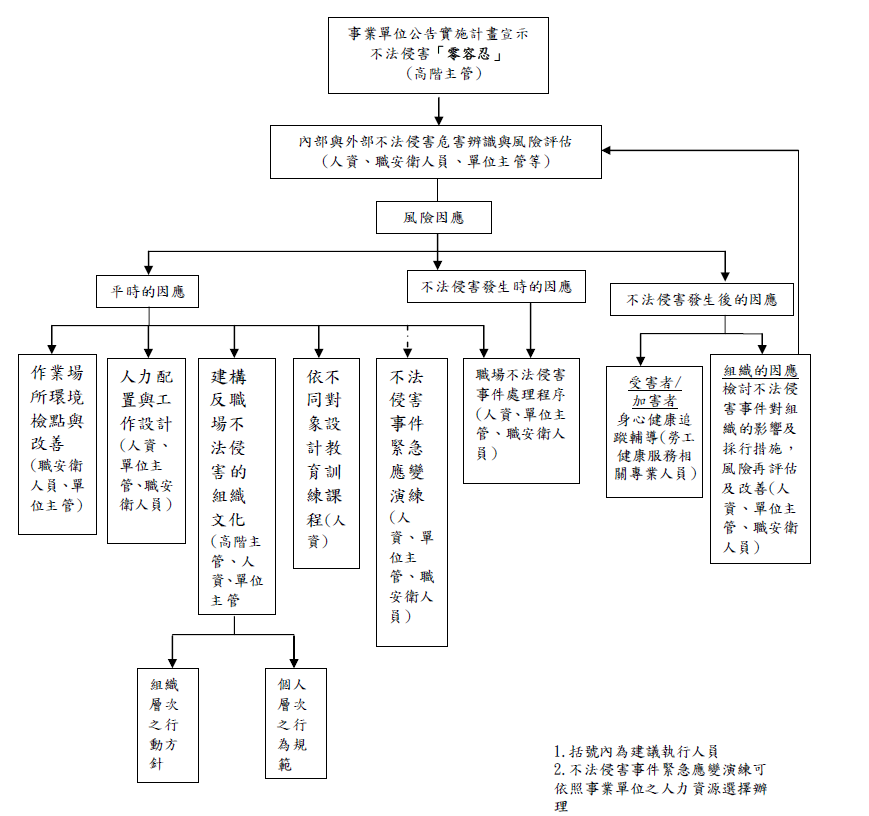 事業單位公告實施計畫宣示
不法侵害「零容忍」
(高階主管)
內部與外部不法侵害危害辨識與風險評估
(人資、職安衛人員、單位主管等)
風險因應
平時的因應
不法侵害發生時的因應
不法侵害發生後的因應
作業場
所環境
檢點與
改善
(職安衛
人員、單
位主管)
人力配
置與工
作設計
(人資、
單位主
管、職安
衛人員)
建構
反職
場不
法侵
害的
組織
文化
(高階主
管、人
資、單位
主管
依不
同對
象設
計教
育訓
練課
程(人
資)
不法
侵害
事件
緊急
應變
演練
(人
資、單
位主
管、職
安衛人
員)
職場不法侵害
事件處理程序
(人資、單位主
管、職安衛人
員)
受害者/
加害者
身心健康追
蹤輔導(勞工
健康服務相
關專業人員)
組織的因應
檢討不法侵
害事件對組
織的影響及
採行措施，
風險再評估
及改善(人
資、單位主
管、職安衛
人員)
組織
層次
之行
動方
針
個人
層次
之行
為規
範
1.括號內為建議執行人員
2.不法侵害事件緊急應變演練可
依照事業單位之人力資源選擇辦
理